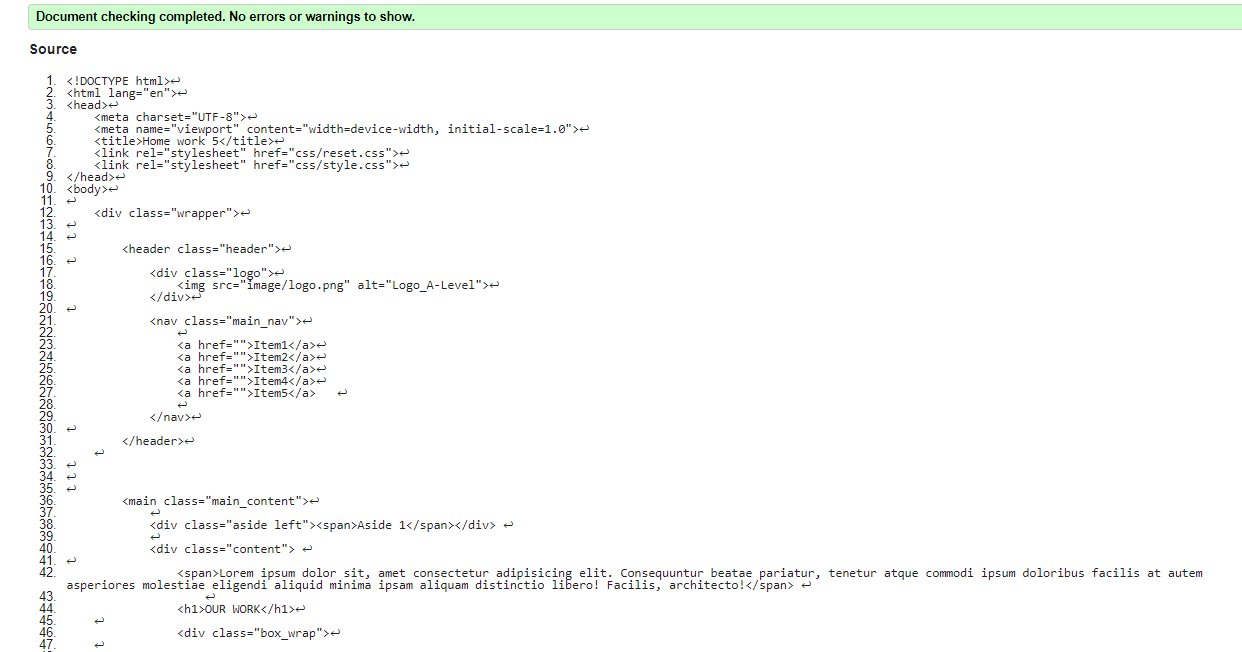 Document checking completed. No errors or warnings to show.
Source
1. <!DOCTYPE html>↩
2. <html lang="en">↩
3. <head>↩
4.     <meta charset="UTF-8">↩
5.     <meta name="viewport" content="width=device-width, initial-scale=1.0">↩
6.     <title>Home work 5</title>↩
7.     <link rel="stylesheet" href="css/reset.css">↩
8.     <link rel="stylesheet" href="css/style.css">↩
9. </head>↩
10. <body>↩
11. ↩
12.     <div class="wrapper">↩
13. ↩
14. ↩
15.         <header class="header">↩
16. ↩
17.             <div class="logo">↩
18.                 <img src="image/logo.png" alt="Logo_A-Level">↩
19.             </div>↩
20. ↩
21.             <nav class="main_nav">↩
22.                 ↩
23.                 <a href="">Item1</a>↩
24.                 <a href="">Item2</a>↩
25.                 <a href="">Item3</a>↩
26.                 <a href="">Item4</a>↩
27.                 <a href="">Item5</a>   ↩
28.                 ↩
29.             </nav>↩
30. ↩
31.         </header>↩
32.     ↩
33. ↩
34. ↩
35. ↩
36.         <main class="main_content">↩
37.             ↩
38.             <div class="aside left"><span>Aside 1</span></div> ↩
39.             ↩
40.             <div class="content"> ↩
41. ↩
42.                 <span>Lorem ipsum dolor sit, amet consectetur adipisicing elit. Consequuntur beatae pariatur, tenetur atque commodi ipsum doloribus facilis at autem
asperiores molestiae eligendi aliquid minima ipsam aliquam distinctio libero! Facilis, architecto!</span> ↩
43.                     ↩
44.                 <h1>OUR WORK</h1>↩
45.     ↩
46.                 <div class="box_wrap">↩
47.     ↩